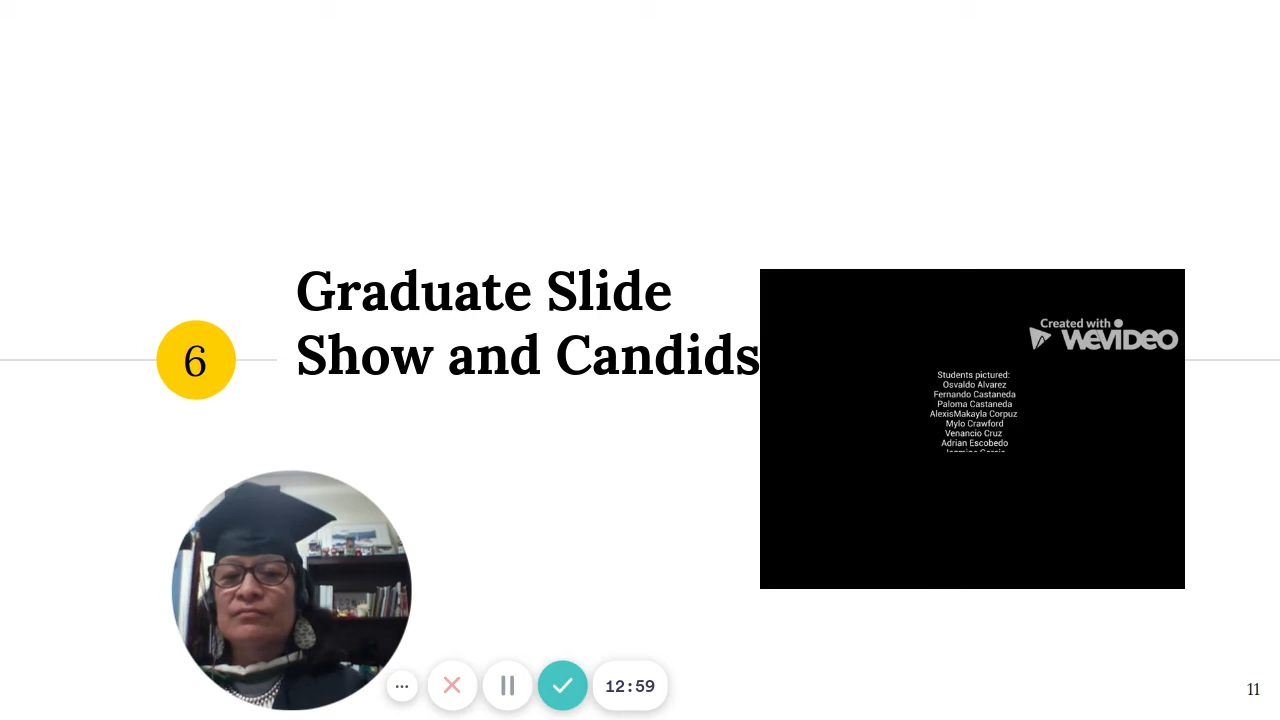 Graduate Slide
Show and Candids
6
Created with
WEVIDEO
Students pictured:
Osvaldo Alvarez
Fernando Castaneda
Paloma Castaneda
AlexisMakayla Corpuz
Mylo Crawford
Venancio Cruz
Adrian Escobedo
12:59
11